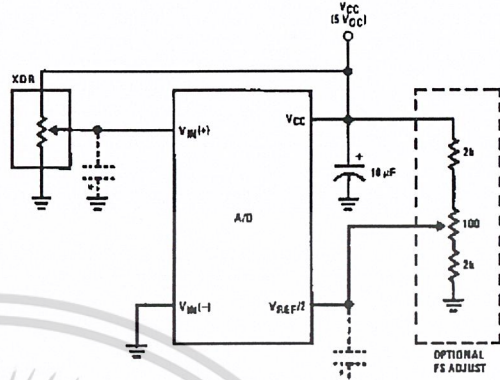 VCC
(5 VDC)
XDR
VIN(+)
VCC
2k
+
10 µF
100
A/D
2k
VIN(–)
VREF/2
OPTIONAL
FS ADJUST